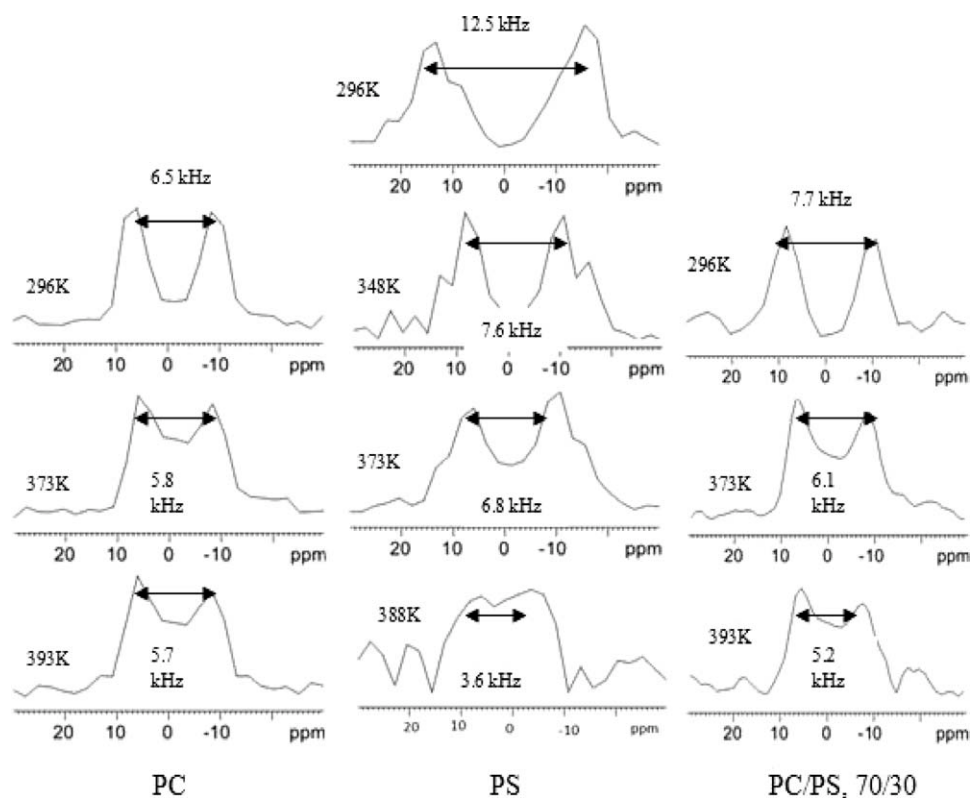 12.5 kHz
296K
20 10 0 -10 ppm
6.5 kHz
296K
20 10 0 -10 ppm
348K
7.6 kHz
20 10 0 -10 ppm
7.7 kHz
296K
20 10 0 -10 ppm
373K
5.8
kHz
20 10 0 -10 ppm
373K
6.8 kHz
20 10 0 -10 ppm
373K
6.1
kHz
20 10 0 -10 ppm
393K
5.7
kHz
20 10 0 -10 ppm
388K
3.6 kHz
20 10 0 -10 ppm
393K
5.2
kHz
20 10 0 -10 ppm
PC
PS
PC/PS, 70/30